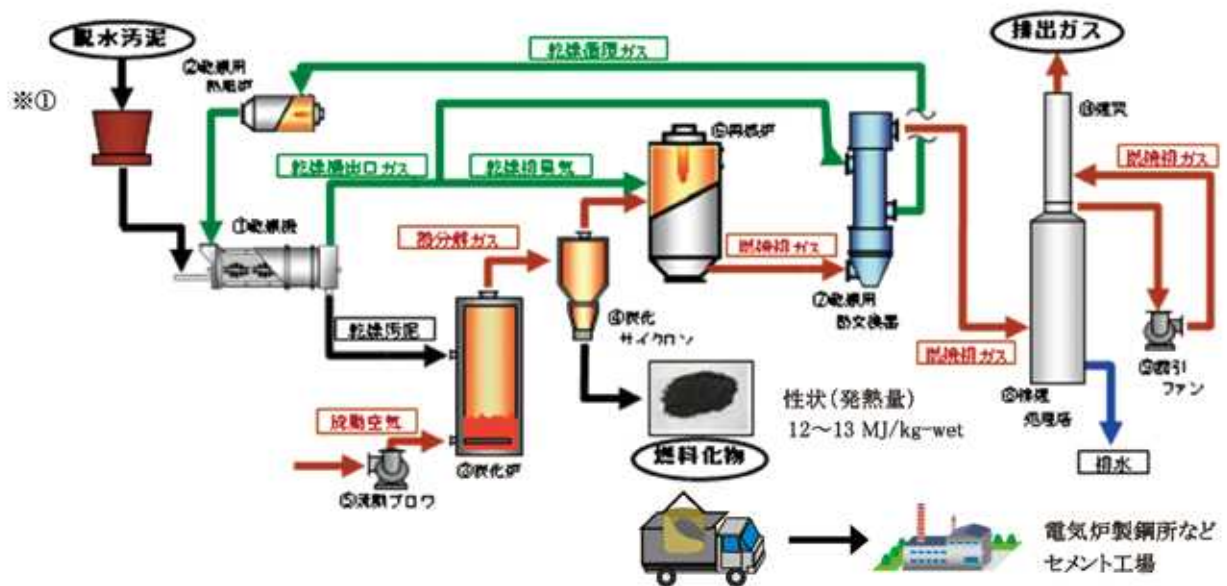 脱水汚泥
※①
②乾燥用
熱風炉
乾燥循環ガス
排出ガス
⑩煙突
燃焼排ガス
乾燥機出口ガス
乾燥排臭気
⑥再燃炉
①乾燥機
熱分解ガス
燃焼排ガス
⑦乾燥用
熱交換器
④炭化
サイクロン
乾燥汚泥
燃焼排ガス
⑨誘引
ファン
⑧排煙
処理塔
排水
流動空気
⑤流動ブロワ
③炭化炉
性状(発熱量)
12~13 MJ/kg-wet
燃料化物
電気炉製鋼所など
セメント工場